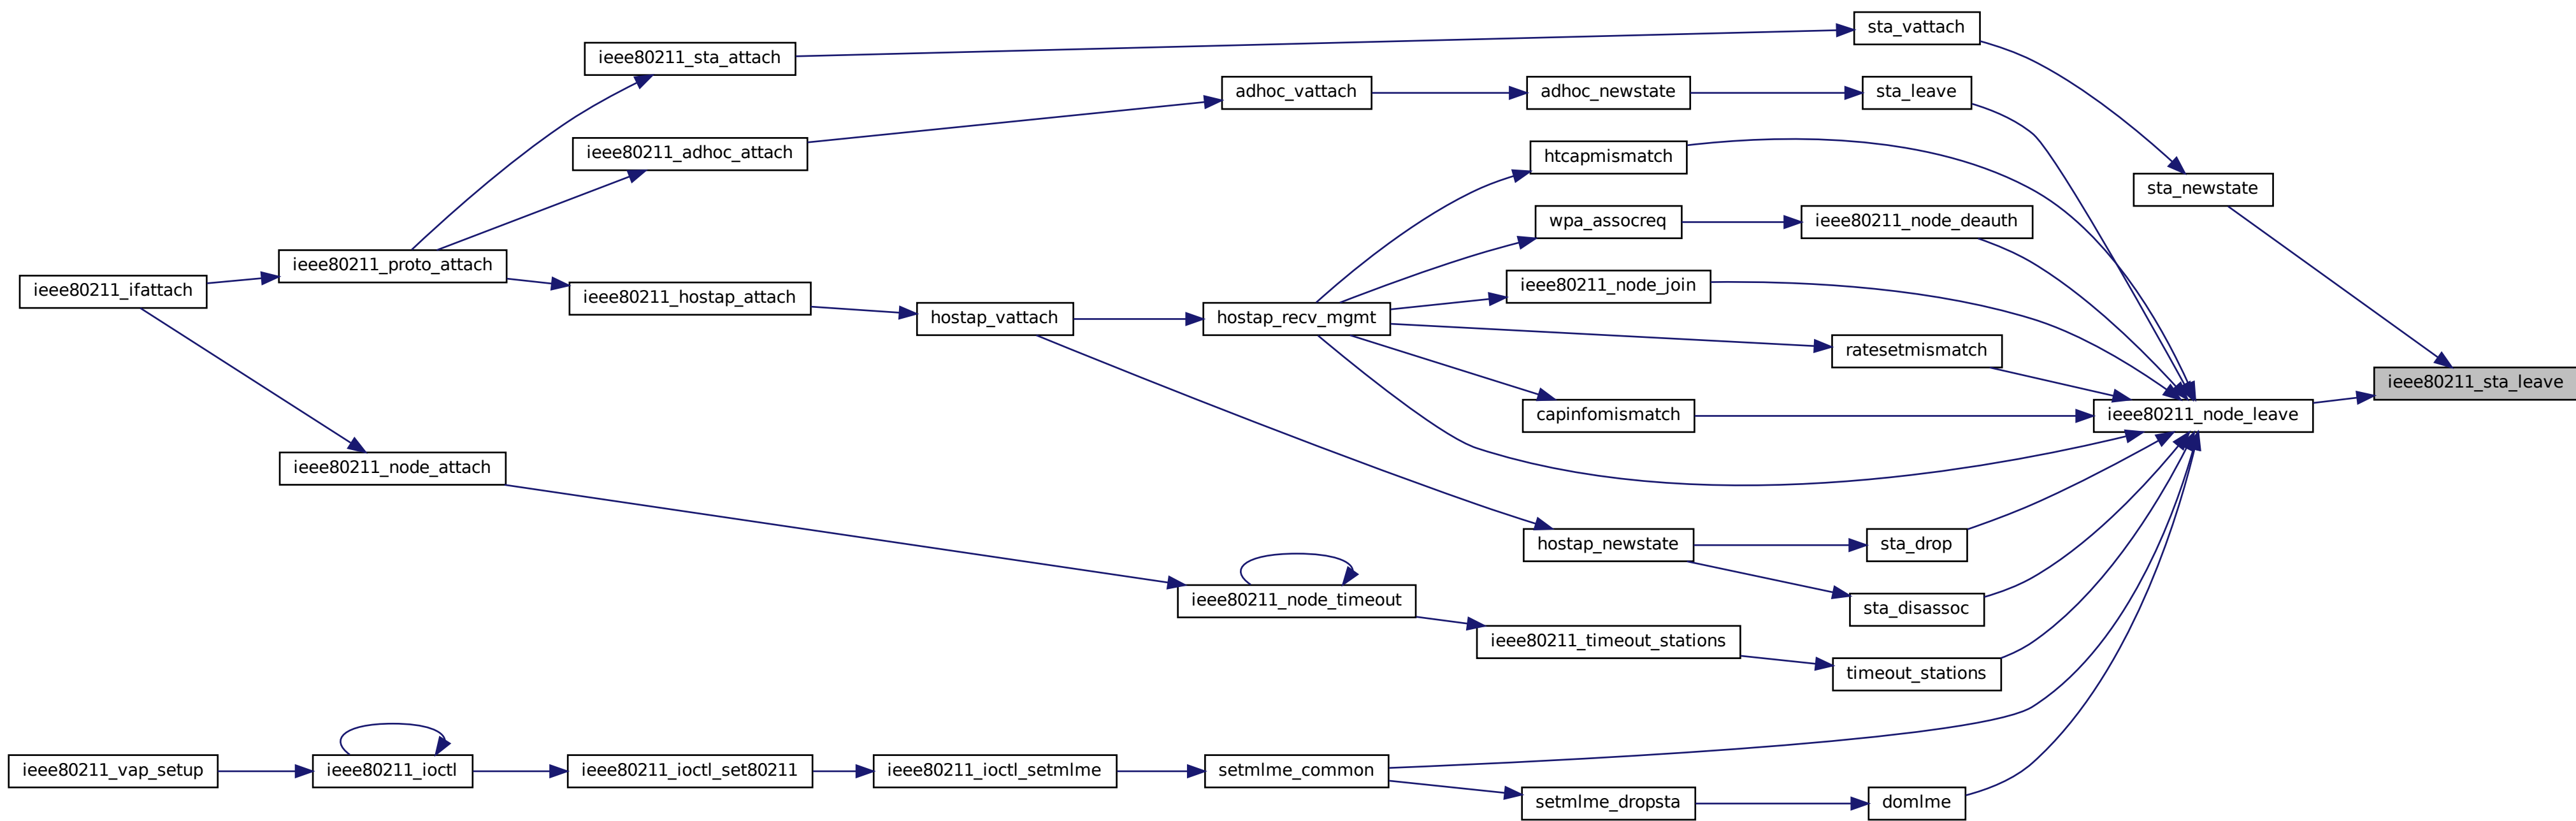 sta_vattach
ieee80211_sta_attach
adhoc_vattach
adhoc_newstate
sta_leave
ieee80211_adhoc_attach
htcapmismatch
sta_newstate
wpa_assocreq
ieee80211_node_deauth
ieee80211_proto_attach
ieee80211_ifattach
ieee80211_hostap_attach
ieee80211_node_join
hostap_vattach
hostap_recv_mgmt
ratesetmismatch
ieee80211_sta_leave
capinfomismatch
ieee80211_node_leave
ieee80211_node_attach
hostap_newstate
sta_drop
ieee80211_node_timeout
sta_disassoc
ieee80211_timeout_stations
timeout_stations
ieee80211_vap_setup
ieee80211_ioctl
ieee80211_ioctl_set80211
ieee80211_ioctl_setmlme
setmlme_common
setmlme_dropsta
domlme